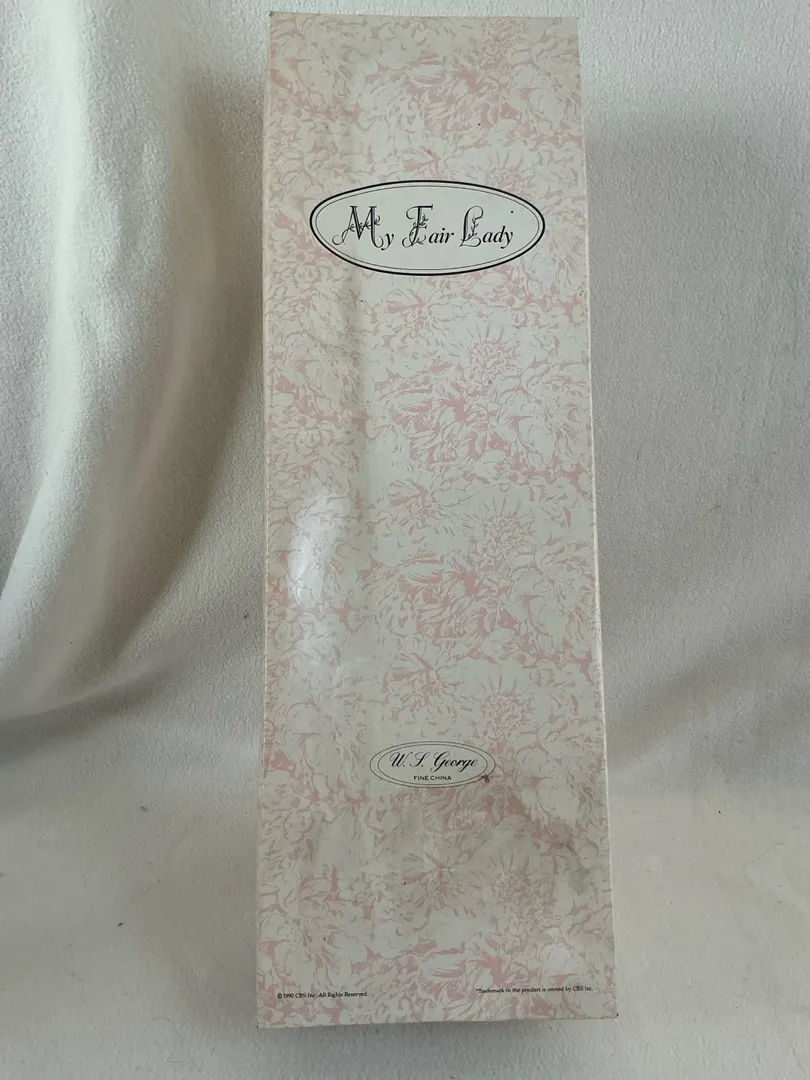 My Fair Lady
W. S. George
FINE CHINA
© 1990 CBS Inc. All Rights Reserved.
*Trademark in the product is owned by CBS Inc.